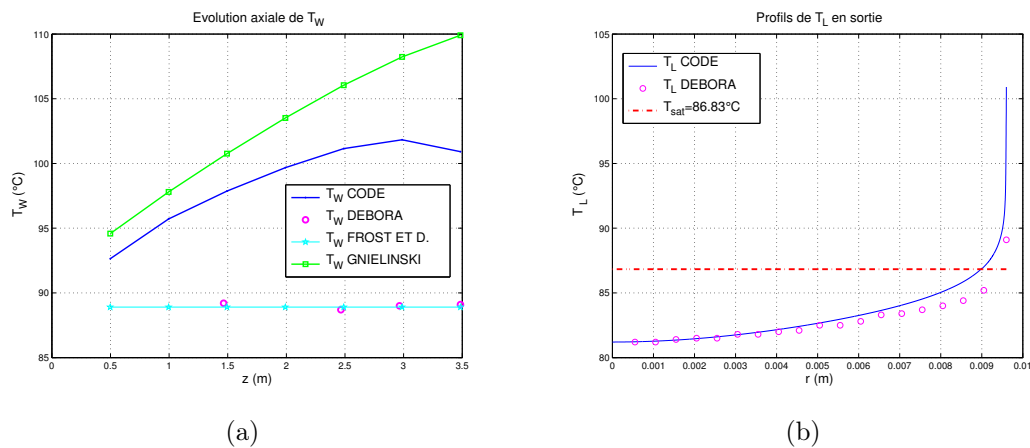 Evolution axiale de T_W
110
105
100
95
90
85
T_W (°C)
0
0.5
1
1.5
2
2.5
3
3.5
z (m)
T_W CODE
T_W DEBORA
T_W FROST ET D.
T_W GNIELINSKI
(a)
Profils de T_L en sortie
100
95
90
85
80
T_L (°C)
0
0.001
0.002
0.003
0.004
0.005
0.006
0.007
0.008
0.009
0.01
r (m)
T_L CODE
T_L DEBORA
T_sat=86.83°C
(b)